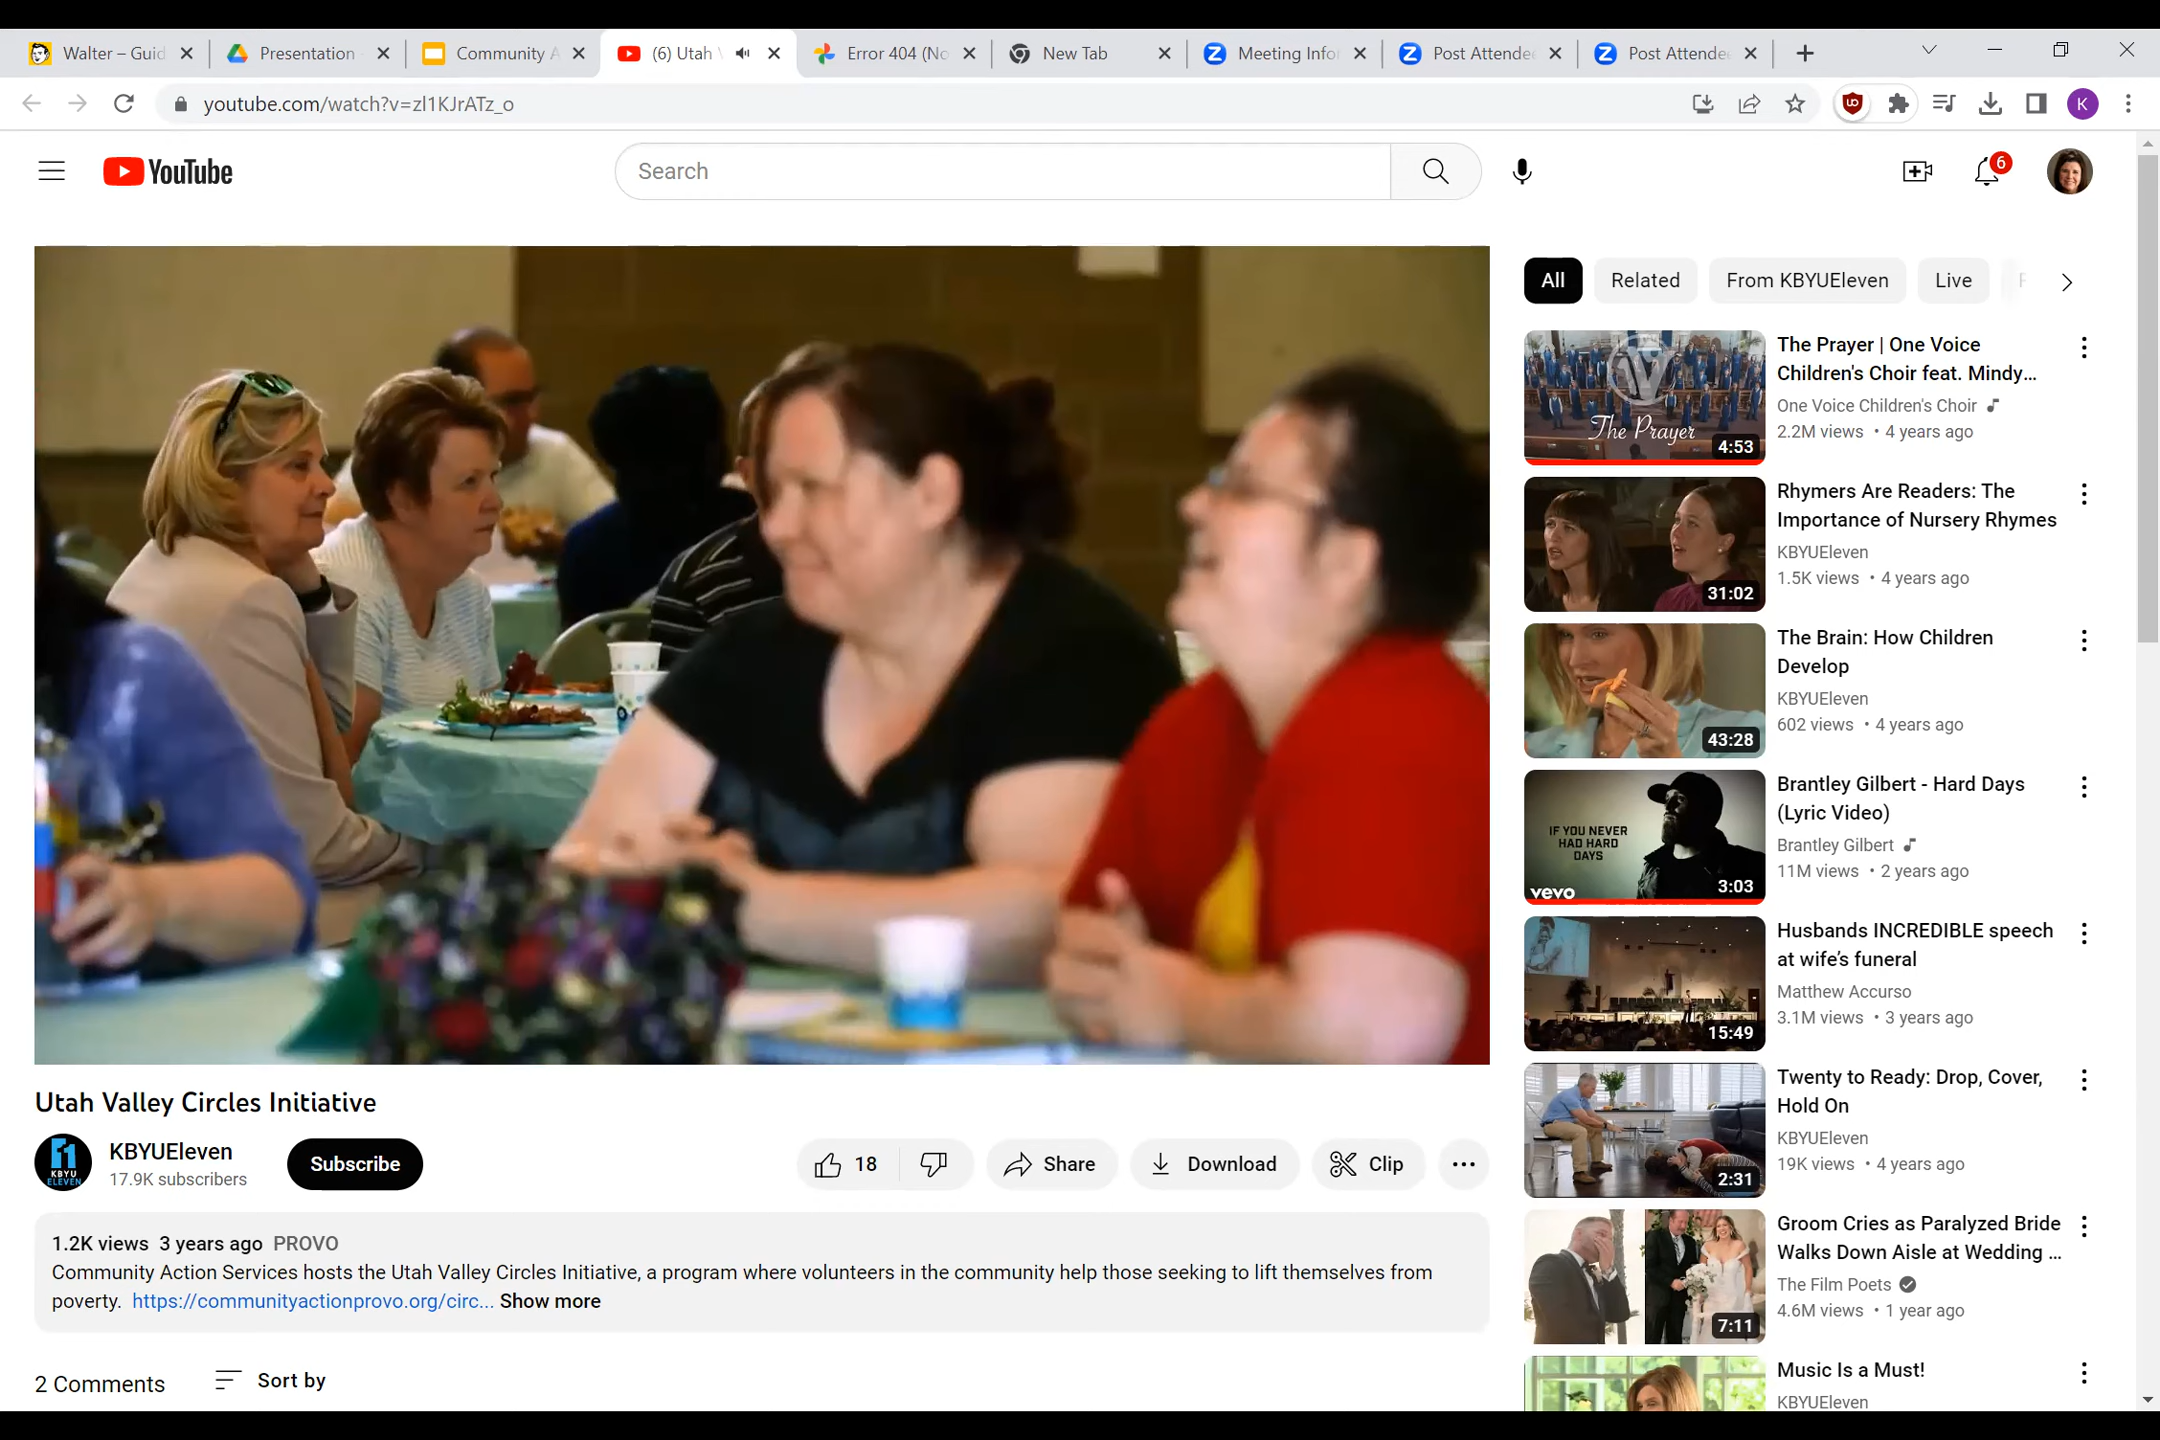 Walter – Guid
Presentation
Community A
(6) Utah
Error 404 (No
New Tab
Meeting Info
Post Attende
Post Attende
youtube.com/watch?v=zl1KJrATz_o
K
YouTube
Search
6
All
Related
From KBYUEleven
Live
The Prayer | One Voice
Children's Choir feat. Mindy...
One Voice Children's Choir
2.2M views • 4 years ago
The Prayer
4:53
Rhymers Are Readers: The
Importance of Nursery Rhymes
KBYUEleven
1.5K views • 4 years ago
31:02
The Brain: How Children
Develop
KBYUEleven
602 views • 4 years ago
43:28
Brantley Gilbert - Hard Days
(Lyric Video)
Brantley Gilbert
11M views • 2 years ago
IF YOU NEVER
HAD HARD
DAYS
vevo
3:03
Husbands INCREDIBLE speech
at wife's funeral
Matthew Accurso
3.1M views • 3 years ago
15:49
Twenty to Ready: Drop, Cover,
Hold On
KBYUEleven
19K views • 4 years ago
2:31
Groom Cries as Paralyzed Bride
Walks Down Aisle at Wedding ...
The Film Poets
4.6M views • 1 year ago
7:11
Music Is a Must!
KBYUEleven
Utah Valley Circles Initiative
KBYU
ELEVEN
KBYUEleven
17.9K subscribers
Subscribe
18
Share
Download
Clip
1.2K views 3 years ago PROVO
Community Action Services hosts the Utah Valley Circles Initiative, a program where volunteers in the community help those seeking to lift themselves from
poverty. https://communityactionprovo.org/circ... Show more
2 Comments
Sort by